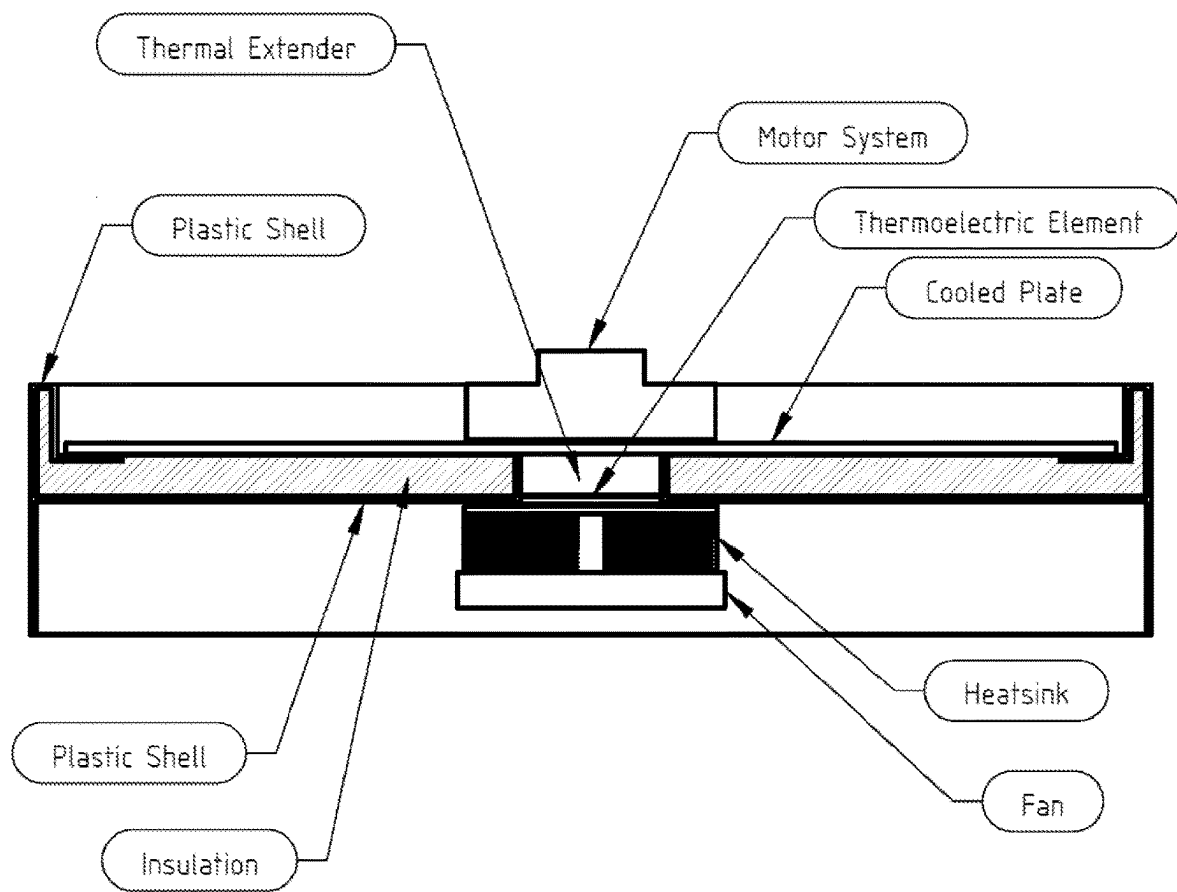 Thermal Extender
Motor System
Plastic Shell
Thermoelectric Element
Cooled Plate
Heatsink
Plastic Shell
Fan
Insulation